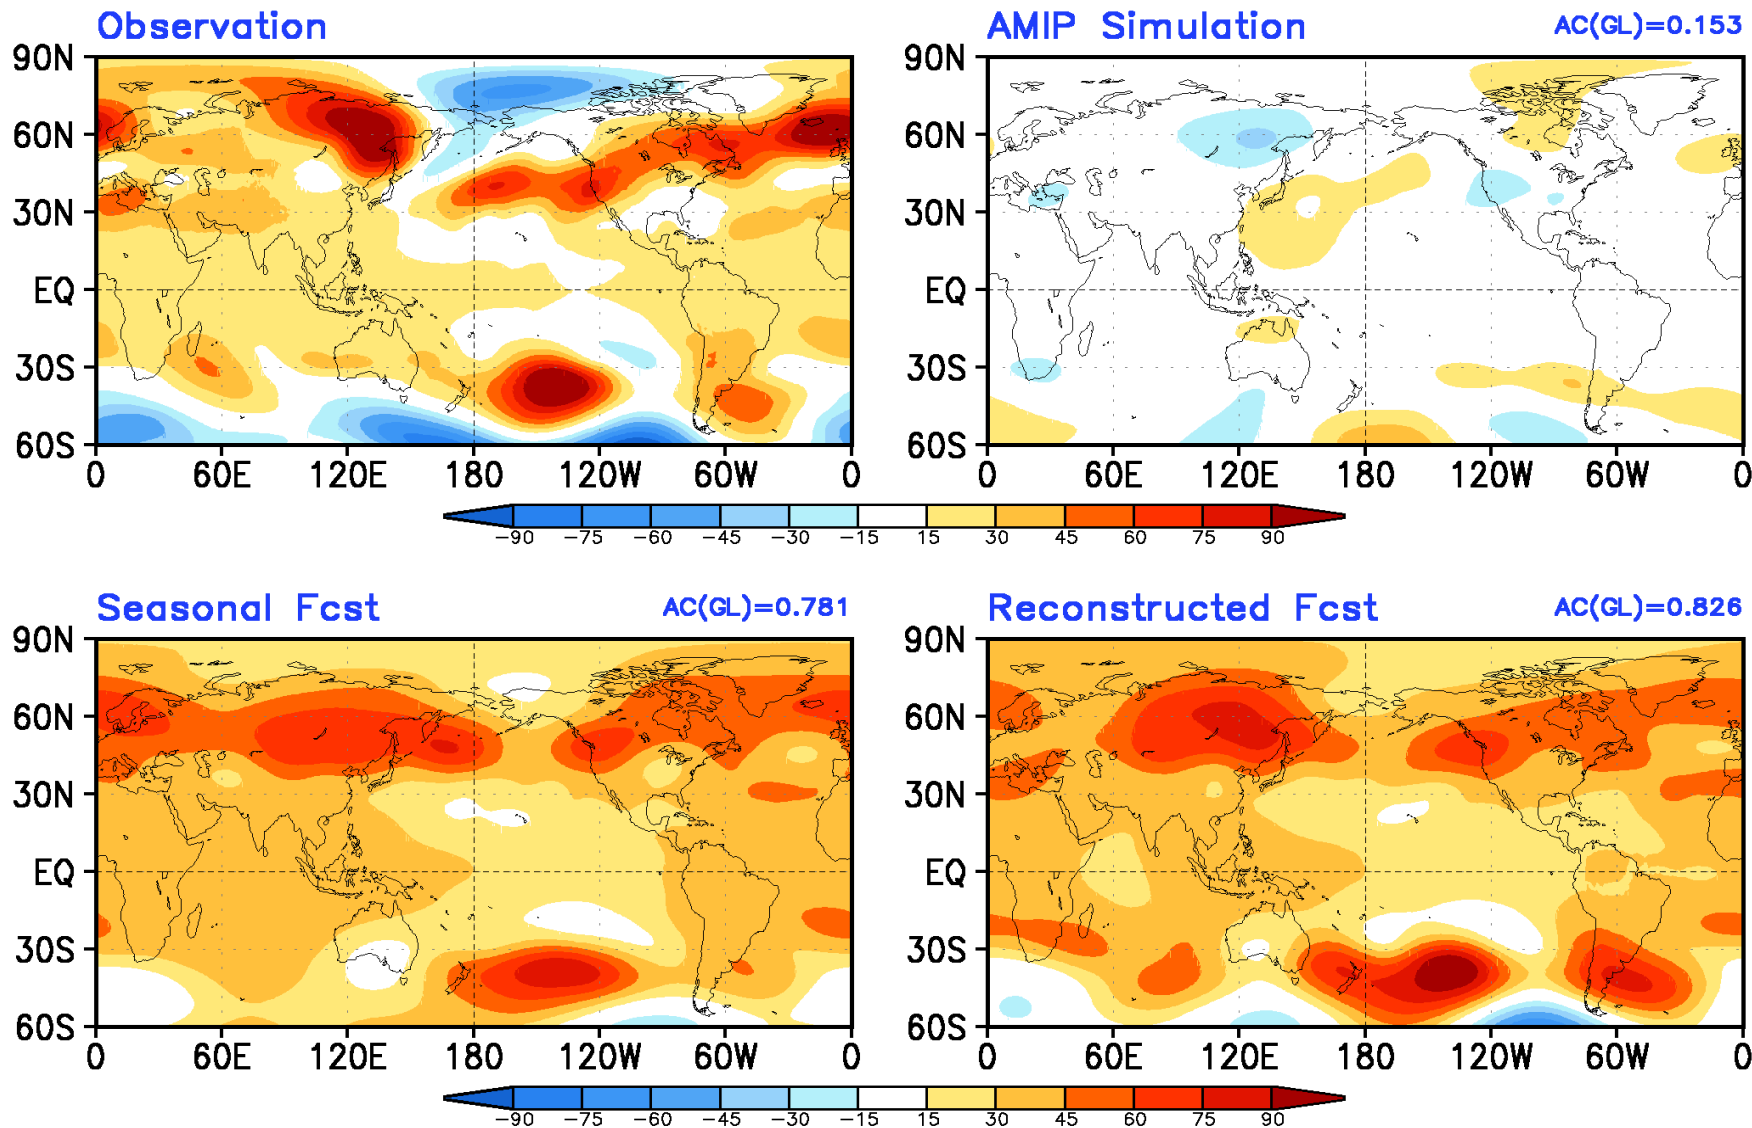 Observation
AMIP Simulation AC(GL)=0.153
90N 90N
60N 60N
30N 30N
EQ EQ
30S 30S
60S 60S
0 60E 120E 180 120W 60W 0 0 60E 120E 180 120W 60W 0
−90 −75 −60 −45 −30 −15 15 30 45 60 75 90
Seasonal Fcst AC(GL)=0.781
Reconstructed Fcst AC(GL)=0.826
90N 90N
60N 60N
30N 30N
EQ EQ
30S 30S
60S 60S
0 60E 120E 180 120W 60W 0 0 60E 120E 180 120W 60W 0
−90 −75 −60 −45 −30 −15 15 30 45 60 75 90